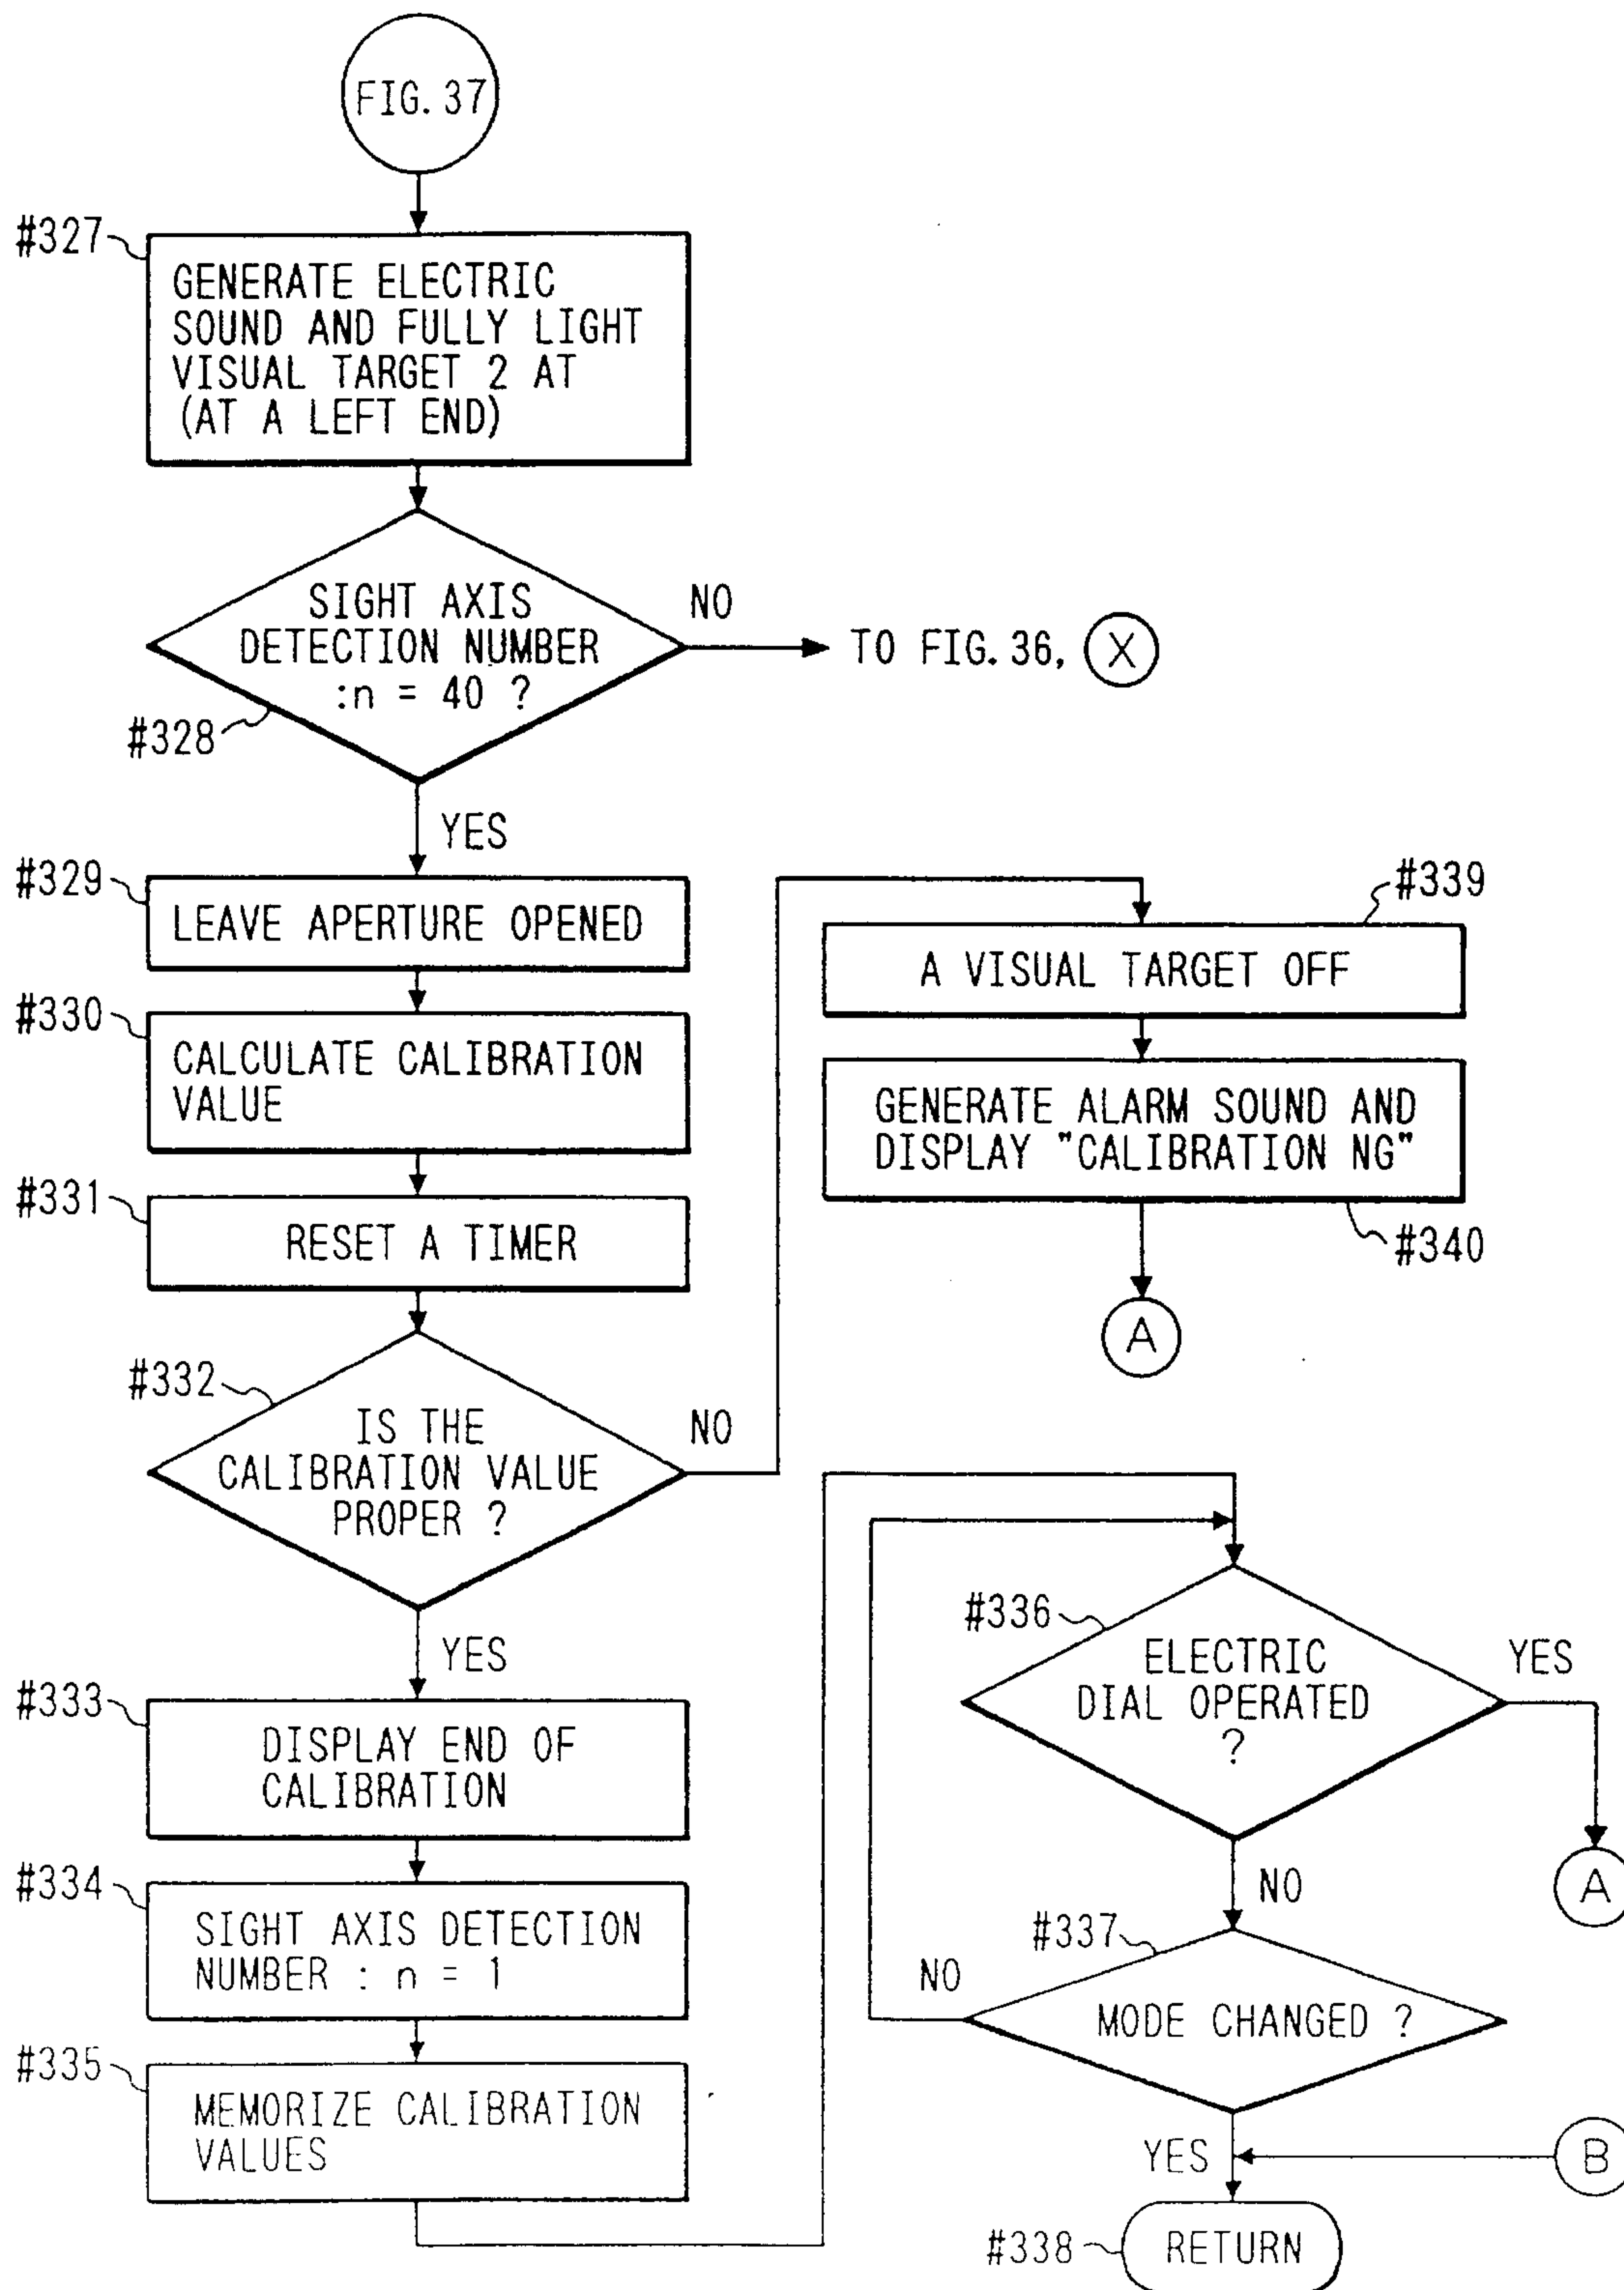 FIG. 37
#327
GENERATE ELECTRIC
SOUND AND FULLY LIGHT
VISUAL TARGET 2 AT
(AT A LEFT END)
SIGHT AXIS
DETECTION NUMBER
:n = 40 ?
#328
NO
TO FIG. 36, X
YES
#329
LEAVE APERTURE OPENED
#330
CALCULATE CALIBRATION
VALUE
#331
RESET A TIMER
#332
IS THE
CALIBRATION VALUE
PROPER ?
NO
YES
#333
DISPLAY END OF
CALIBRATION
#334
SIGHT AXIS DETECTION
NUMBER : n = 1
#335
MEMORIZE CALIBRATION
VALUES
#339
A VISUAL TARGET OFF
GENERATE ALARM SOUND AND
DISPLAY "CALIBRATION NG"
#340
A
#336
ELECTRIC
DIAL OPERATED
?
YES
A
NO
#337
NO
MODE CHANGED ?
YES
B
#338
RETURN